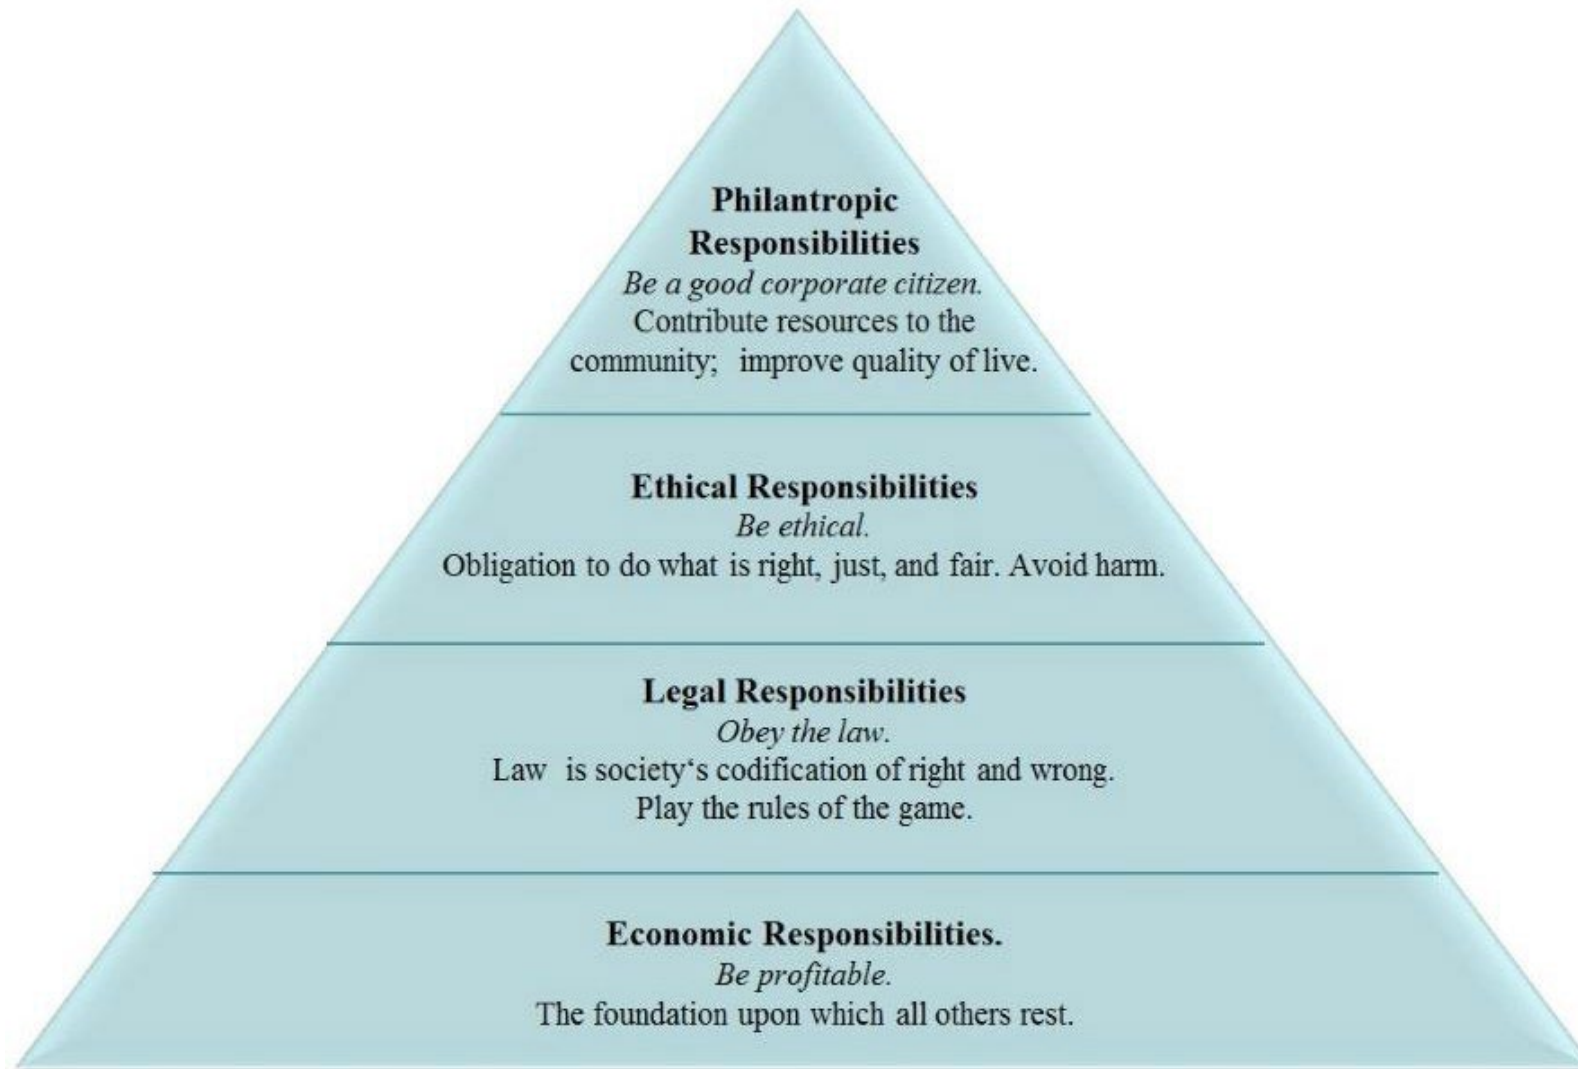 Philantropic
Responsibilities
Be a good corporate citizen.
Contribute resources to the
community; improve quality of live.
Ethical Responsibilities
Be ethical.
Obligation to do what is right, just, and fair. Avoid harm.
Legal Responsibilities
Obey the law.
Law is society‘s codification of right and wrong.
Play the rules of the game.
Economic Responsibilities.
Be profitable.
The foundation upon which all others rest.